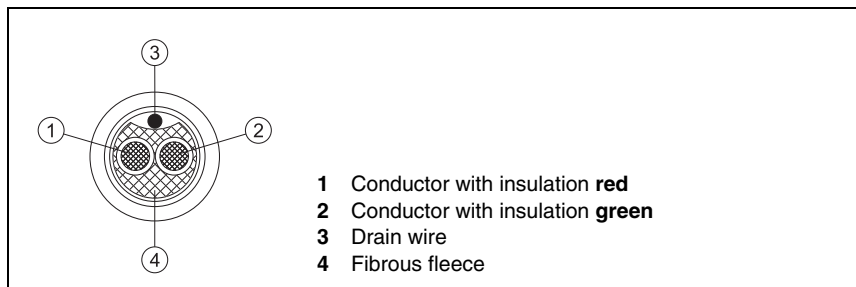 3
1
2
4
1 Conductor with insulation red
2 Conductor with insulation green
3 Drain wire
4 Fibrous fleece